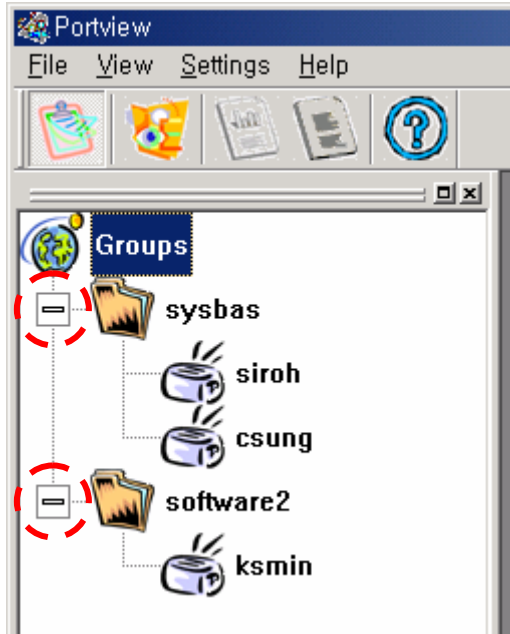 Portview
File View Settings Help
Groups
sysbas
siroh
csung
software2
ksmin